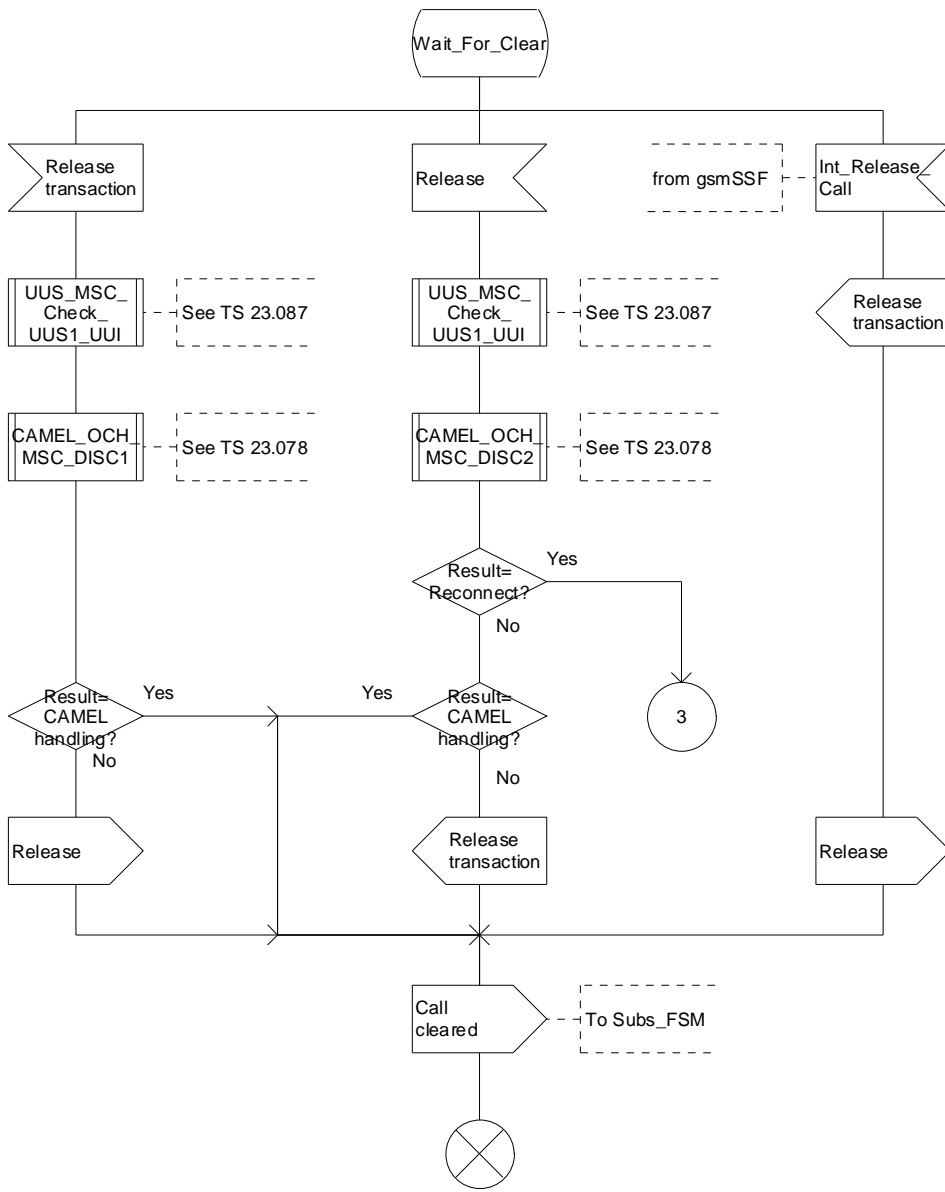 Wait_For_Clear
Release
transaction
Release
from gsmSSF
Int_Release_
Call
UUS_MSC_
Check_
UUS1_UUI
See TS 23.087
UUS_MSC_
Check_
UUS1_UUI
See TS 23.087
Release
transaction
CAMEL_OCH_
MSC_DISC1
See TS 23.078
CAMEL_OCH_
MSC_DISC2
See TS 23.078
Result=
Reconnect?
Yes
No
Result=
CAMEL
handling?
Yes
No
Yes
Result=
CAMEL
handling?
No
3
Release
Release
transaction
Release
Call
cleared
To Subs_FSM